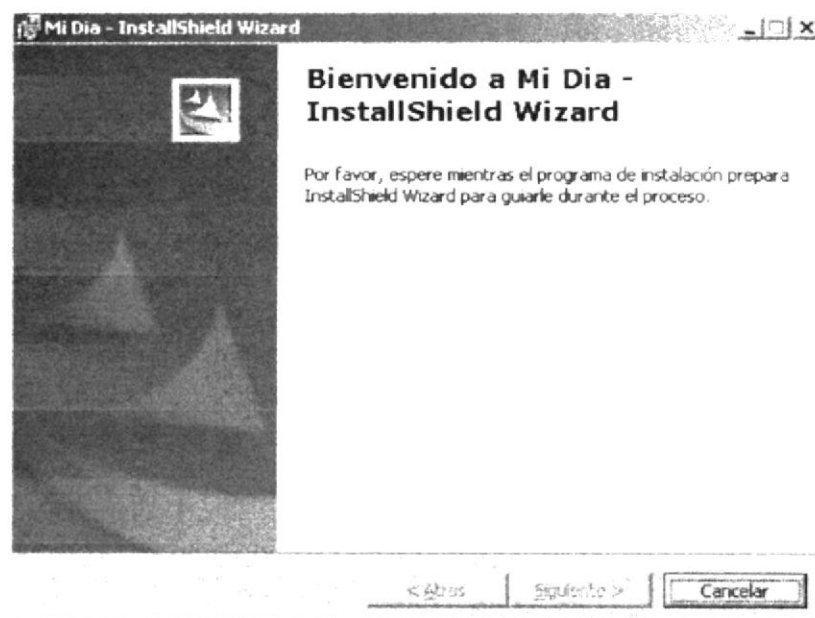 Mi Dia - InstallShield Wizard
Bienvenido a Mi Dia -
InstallShield Wizard
Por favor, espere mientras el programa de instalación prepara
InstallShield Wizard para guiarle durante el proceso.
< Atras Siguiente > Cancelar